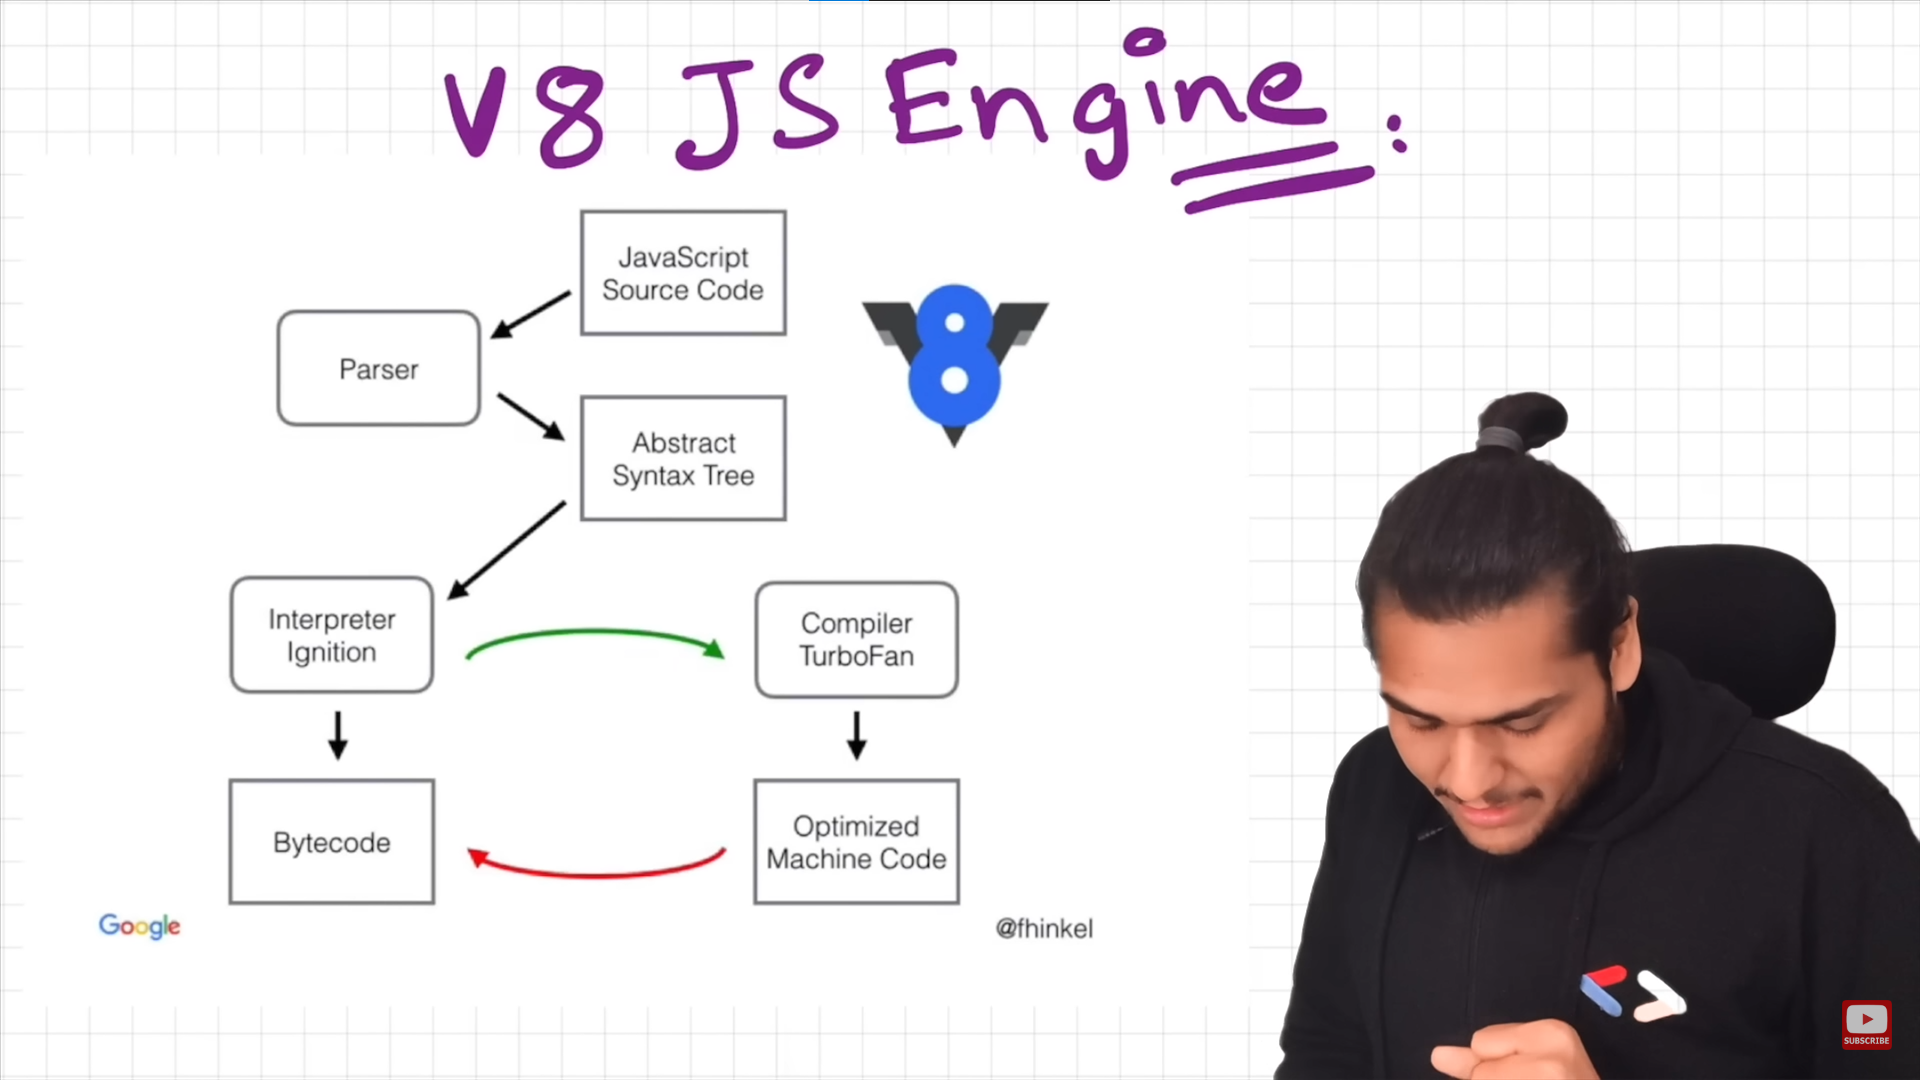 V8 JS Engine :
JavaScript
Source Code
Parser
Abstract
Syntax Tree
Interpreter
Ignition
Compiler
TurboFan
Bytecode
Optimized
Machine Code
Google
@fhinkel
SUBSCRIBE